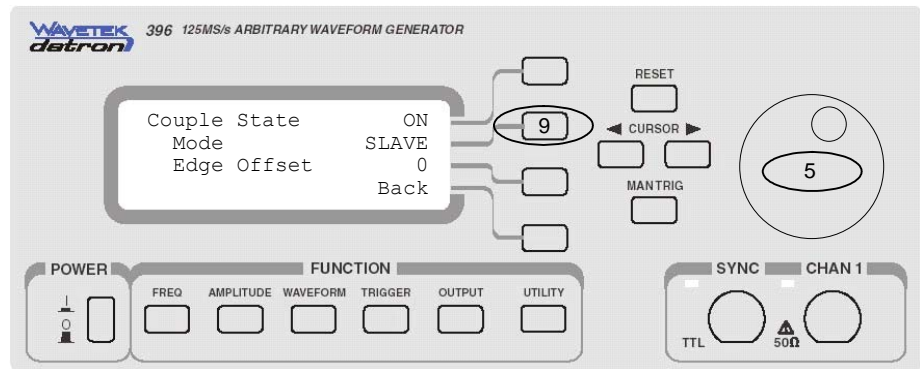 WAVETEK
datron
396 125MS/s ARBITRARY WAVEFORM GENERATOR
Couple State ON
Mode SLAVE
Edge Offset 0
Back
9
RESET
◀ CURSOR ▶
MAN TRIG
5
POWER
FUNCTION
FREQ AMPLITUDE WAVEFORM TRIGGER OUTPUT UTILITY
SYNC CHAN 1
TTL
50Ω